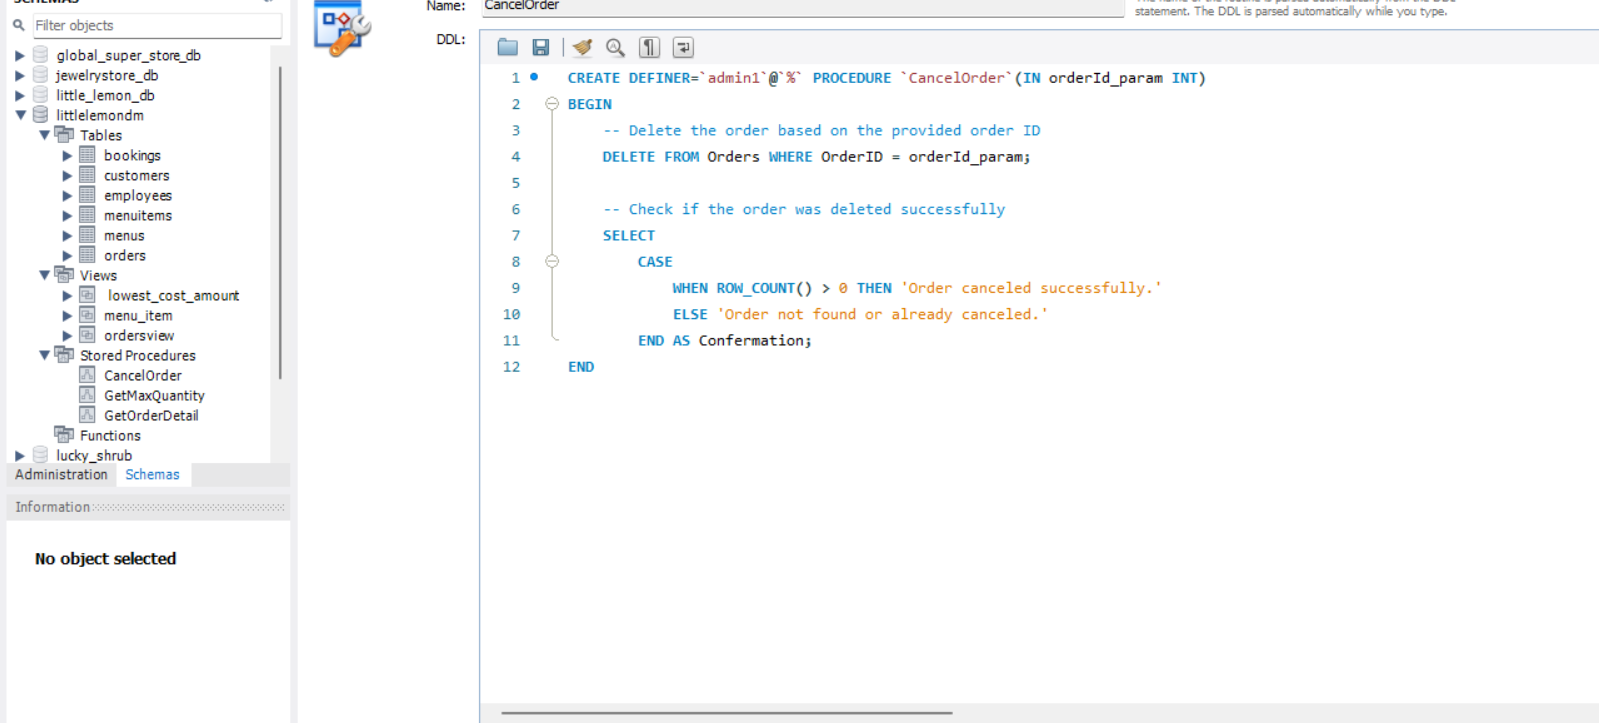 SCHEMAS
Filter objects
global_super_store_db
jewelrystore_db
little_lemon_db
littlelemondm
Tables
bookings
customers
employees
menuitems
menus
orders
Views
lowest_cost_amount
menu_item
ordersview
Stored Procedures
CancelOrder
GetMaxQuantity
GetOrderDetail
Functions
lucky_shrub
Administration Schemas
Information
No object selected
Name: CancelOrder
statement. The DDL is parsed automatically while you type.
DDL:
1 CREATE DEFINER=`admin1`@`%` PROCEDURE `CancelOrder`(IN orderId_param INT)
2 BEGIN
3 -- Delete the order based on the provided order ID
4 DELETE FROM Orders WHERE OrderID = orderId_param;
5
6 -- Check if the order was deleted successfully
7 SELECT
8 CASE
9 WHEN ROW_COUNT() > 0 THEN 'Order canceled successfully.'
10 ELSE 'Order not found or already canceled.'
11 END AS Confermation;
12 END